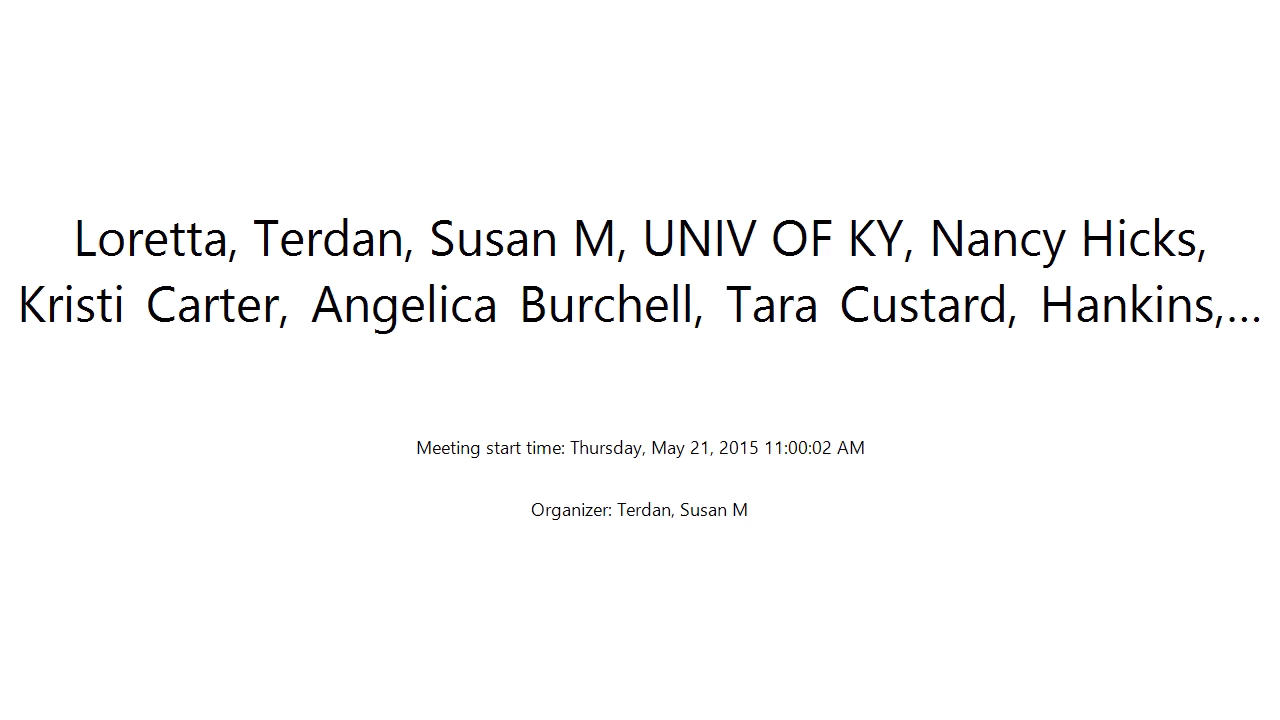 Loretta, Terdan, Susan M, UNIV OF KY, Nancy Hicks,
Kristi Carter, Angelica Burchell, Tara Custard, Hankins,...
Meeting start time: Thursday, May 21, 2015 11:00:02 AM
Organizer: Terdan, Susan M